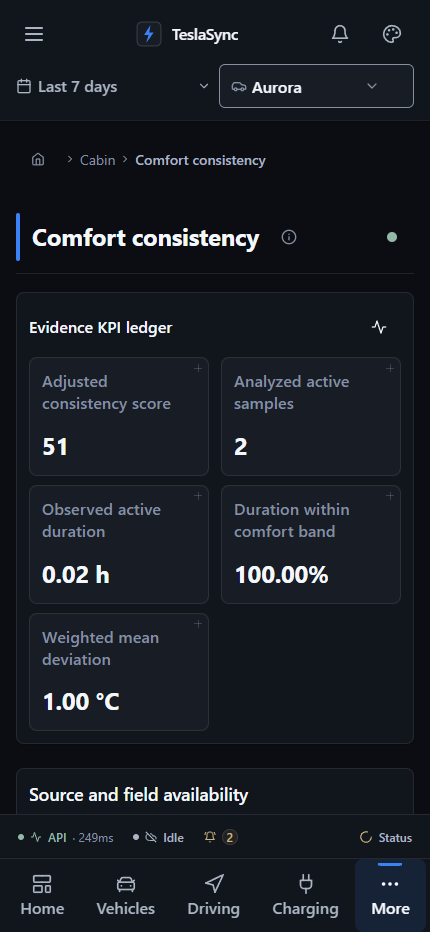 TeslaSync
Last 7 days
Aurora
Cabin
Comfort consistency
Comfort consistency
Evidence KPI ledger
Adjusted
consistency score
51
Analyzed active
samples
2
Observed active
duration
0.02 h
Duration within
comfort band
100.00%
Weighted mean
deviation
1.00 °C
Source and field availability
API · 249ms
Idle
2
Status
Home
Vehicles
Driving
Charging
More